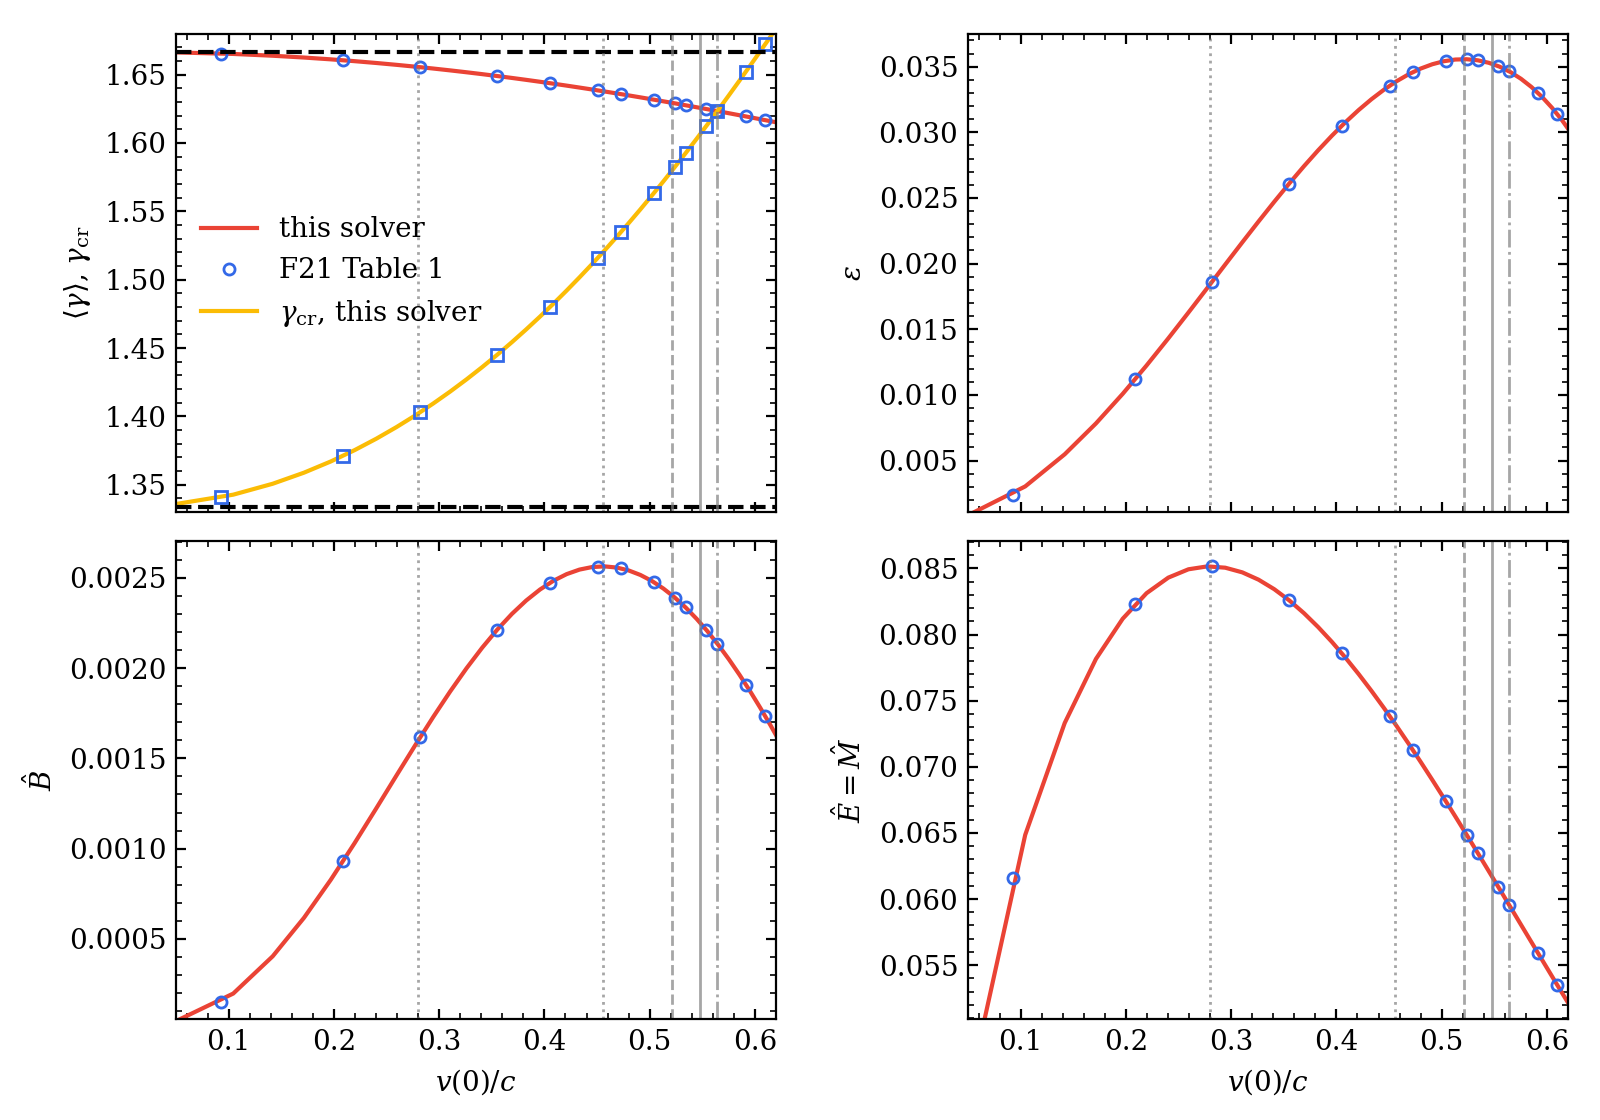 1.65
1.60
1.55
1.50
1.45
1.40
1.35
⟨γ⟩, γcr
this solver
F21 Table 1
γcr, this solver
0.035
0.030
0.025
0.020
0.015
0.010
0.005
ε
0.0025
0.0020
0.0015
0.0010
0.0005
B̂
0.1 0.2 0.3 0.4 0.5 0.6
v(0)/c
0.085
0.080
0.075
0.070
0.065
0.060
0.055
Ê = M̂
0.1 0.2 0.3 0.4 0.5 0.6
v(0)/c